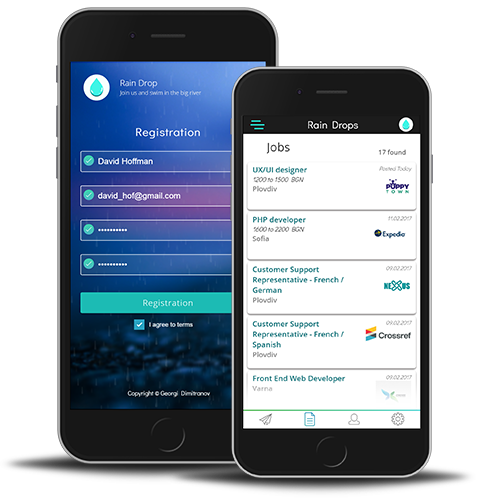 Rain Drop
Join us and swim in the big river
Registration
David Hoffman
david_hof@gmail.com
••••••••••
••••••••••
Registration
I agree to terms
Copyright © Georgi Dimitranov
Rain Drops
Jobs
17 found
UX/UI designer
Posted Today
1200 to 1500 BGN
Plovdiv
PUPPY
TOWN
PHP developer
11.02.2017
1600 to 2200 BGN
Sofia
Expedia
Customer Support
09.02.2017
Representative - French /
German
Plovdiv
NEXUS
Customer Support
09.02.2017
Representative - French /
Spanish
Plovdiv
Crossref
Front End Web Developer
09.02.2017
Varna